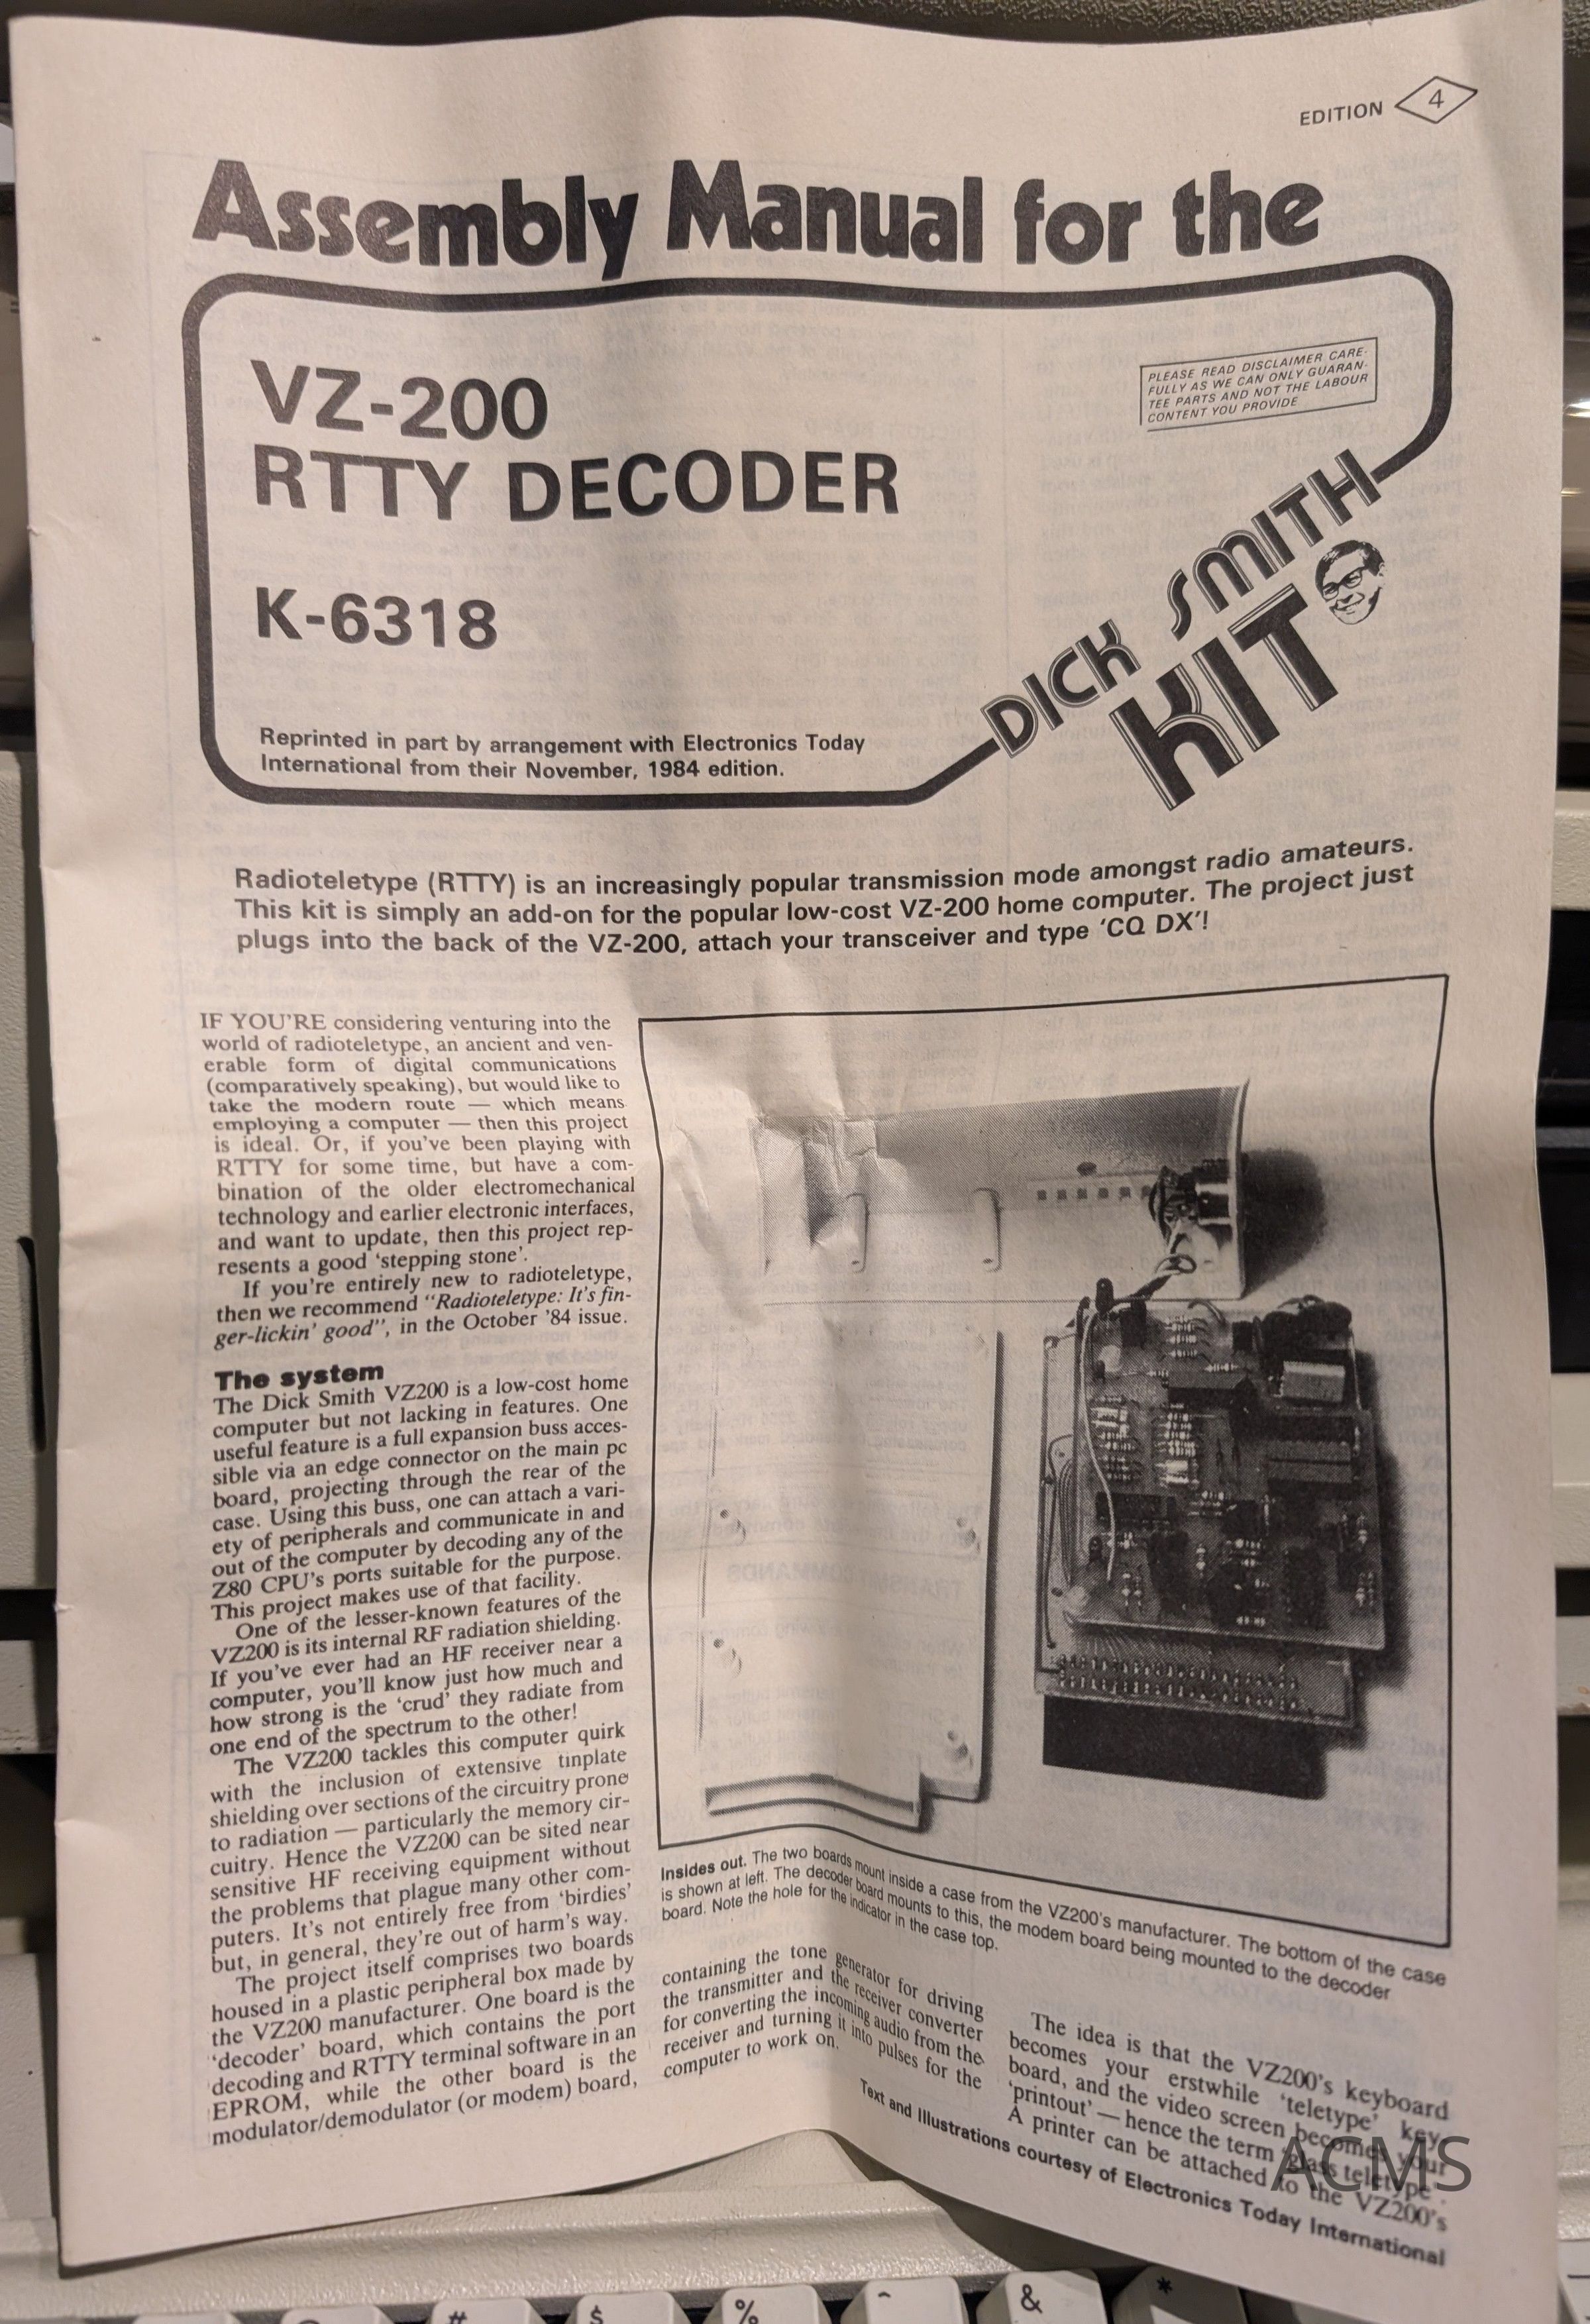 EDITION 4
Assembly Manual for the
VZ-200
RTTY DECODER
K-6318
PLEASE READ DISCLAIMER CARE-
FULLY AS WE CAN ONLY GUARAN-
TEE PARTS AND NOT THE LABOUR
CONTENT YOU PROVIDE
DICK SMITH
KIT
Reprinted in part by arrangement with Electronics Today
International from their November, 1984 edition.
Radioteletype (RTTY) is an increasingly popular transmission mode amongst radio amateurs.
This kit is simply an add-on for the popular low-cost VZ-200 home computer. The project just
plugs into the back of the VZ-200, attach your transceiver and type ‘CQ DX’!
IF YOU'RE considering venturing into the
world of radioteletype, an ancient and ven-
erable form of digital communications
(comparatively speaking), but would like to
take the modern route — which means
employing a computer — then this project
is ideal. Or, if you've been playing with
RTTY for some time, but have a com-
bination of the older electromechanical
technology and earlier electronic interfaces,
and want to update, then this project rep-
resents a good ‘stepping stone’.
If you're entirely new to radioteletype,
then we recommend “Radioteletype: It's fin-
ger-lickin' good”, in the October '84 issue.
The system
The Dick Smith VZ200 is a low-cost home
computer but not lacking in features. One
useful feature is a full expansion buss acces-
sible via an edge connector on the main pc
board, projecting through the rear of the
case. Using this buss, one can attach a vari-
ety of peripherals and communicate in and
out of the computer by decoding any of the
Z80 CPU's ports suitable for the purpose.
This project makes use of that facility.
One of the lesser-known features of the
VZ200 is its internal RF radiation shielding.
If you've ever had an HF receiver near a
computer, you'll know just how much and
how strong is the ‘crud’ they radiate from
one end of the spectrum to the other!
The VZ200 tackles this computer quirk
with the inclusion of extensive tinplate
shielding over sections of the circuitry prone
to radiation — particularly the memory cir-
cuitry. Hence the VZ200 can be sited near
sensitive HF receiving equipment without
the problems that plague many other com-
puters. It's not entirely free from ‘birdies’
but, in general, they're out of harm's way.
The project itself comprises two boards
housed in a plastic peripheral box made by
the VZ200 manufacturer. One board is the
‘decoder’ board, which contains the port
decoding and RTTY terminal software in an
EPROM, while the other board is the
modulator/demodulator (or modem) board,
Insides out. The two boards mount inside a case from the VZ200's manufacturer. The bottom of the case
is shown at left. The decoder board mounts to this, the modem board being mounted to the decoder
board. Note the hole for the indicator in the case top.
containing the tone generator for driving
the transmitter and the receiver converter
for converting the incoming audio from the
receiver and turning it into pulses for the
computer to work on.
The idea is that the VZ200's keyboard
becomes your erstwhile ‘teletype’ key
board, and the video screen becomes your
‘printout’ — hence the term ‘glass teletype’.
A printer can be attached to the VZ200's
Text and Illustrations courtesy of Electronics Today International
ACMS
# $ % ^ & *